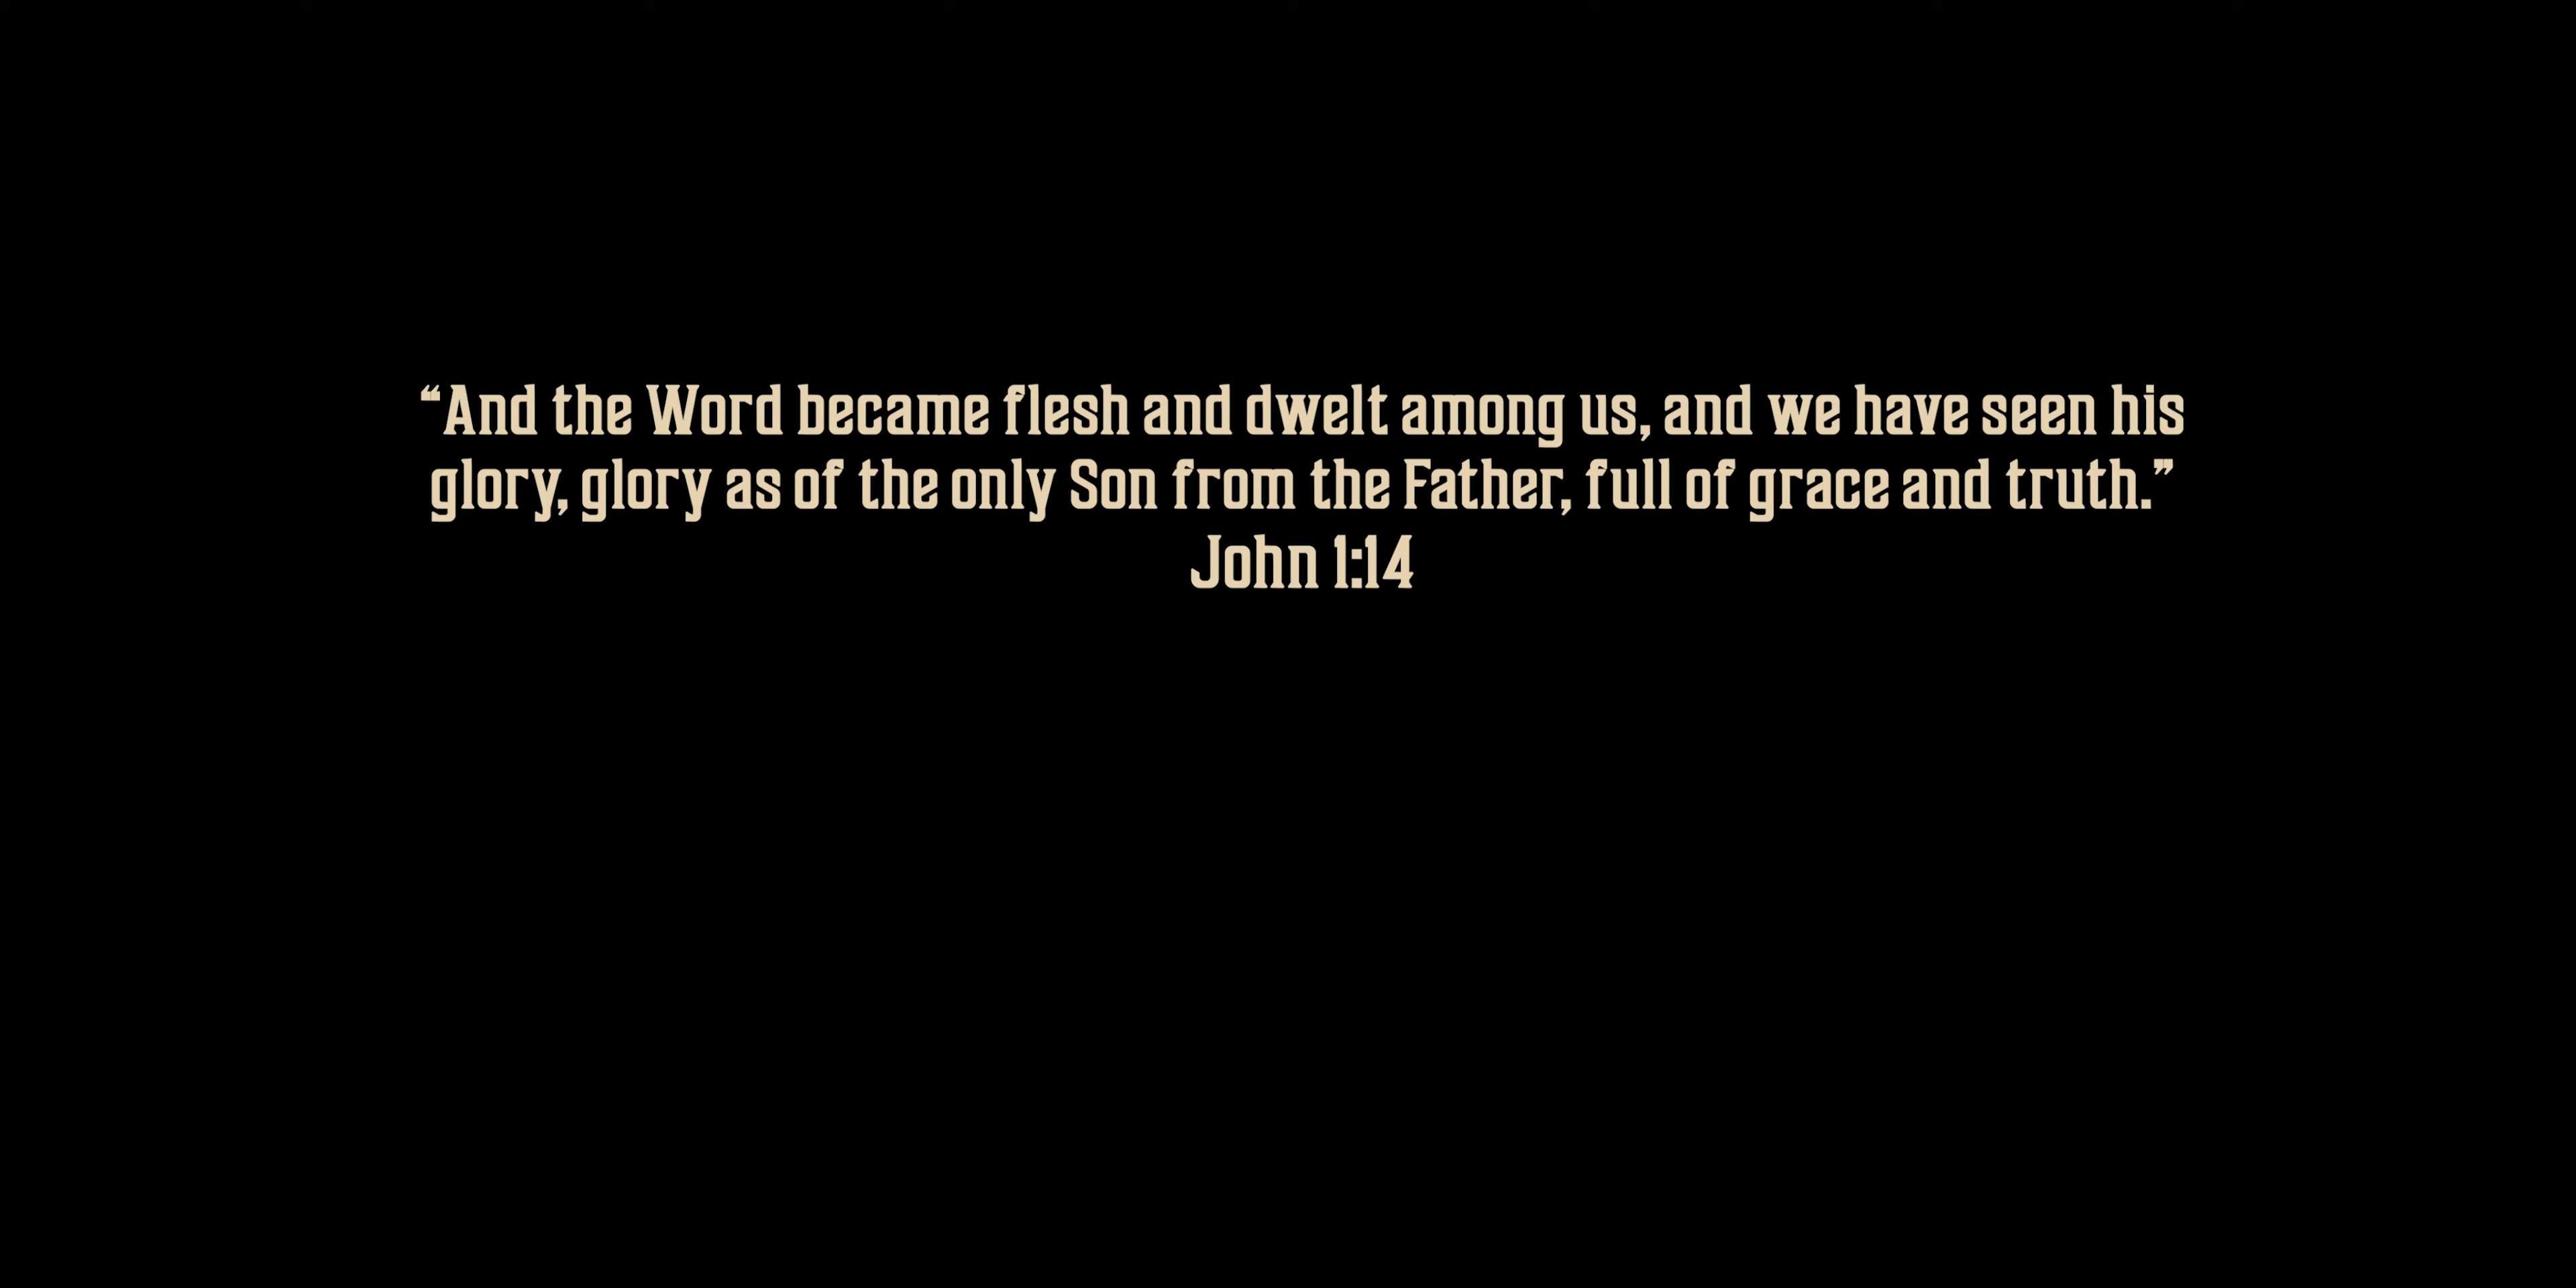 “And the Word became flesh and dwelt among us, and we have seen his
glory, glory as of the only Son from the Father, full of grace and truth.”
John 1:14